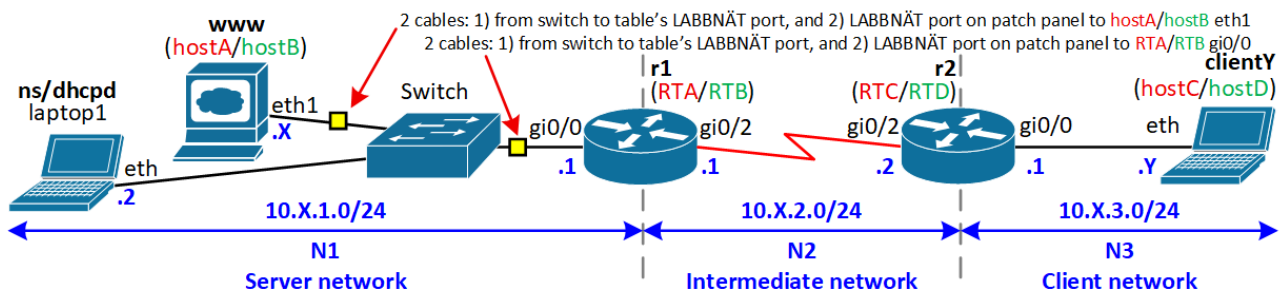 2 cables: 1) from switch to table's LABBNÄT port, and 2) LABBNÄT port on patch panel to hostA/hostB eth1
2 cables: 1) from switch to table's LABBNÄT port, and 2) LABBNÄT port on patch panel to RTA/RTB gi0/0
www
(hostA/hostB)
ns/dhcpd
laptop1
eth1
.X
eth
.2
Switch
gi0/0
.1
r1
(RTA/RTB)
gi0/2
.1
r2
(RTC/RTD)
gi0/2
.2
gi0/0
.1
clientY
(hostC/hostD)
eth
.Y
10.X.1.0/24
10.X.2.0/24
10.X.3.0/24
N1
N2
N3
Server network
Intermediate network
Client network